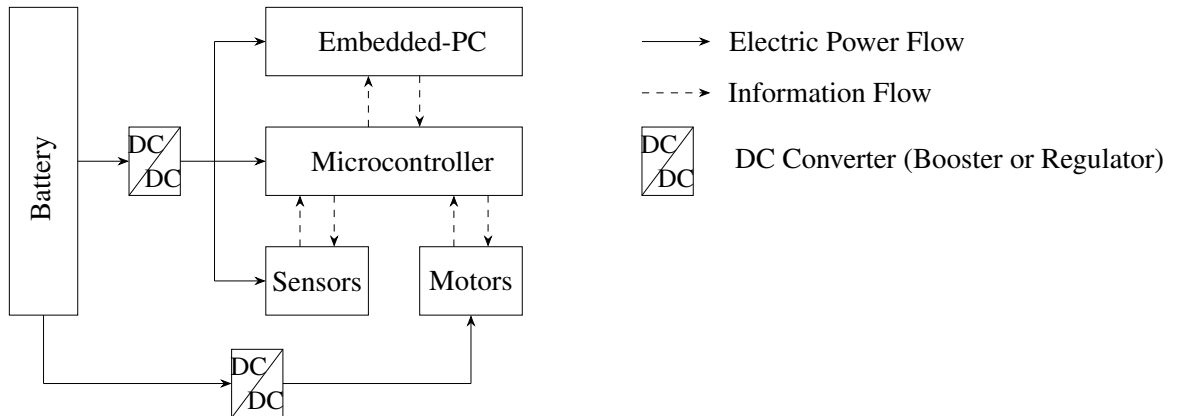 Embedded-PC
Electric Power Flow
Information Flow
Battery
DC
DC
Microcontroller
DC
DC
DC Converter (Booster or Regulator)
Sensors
Motors
DC
DC